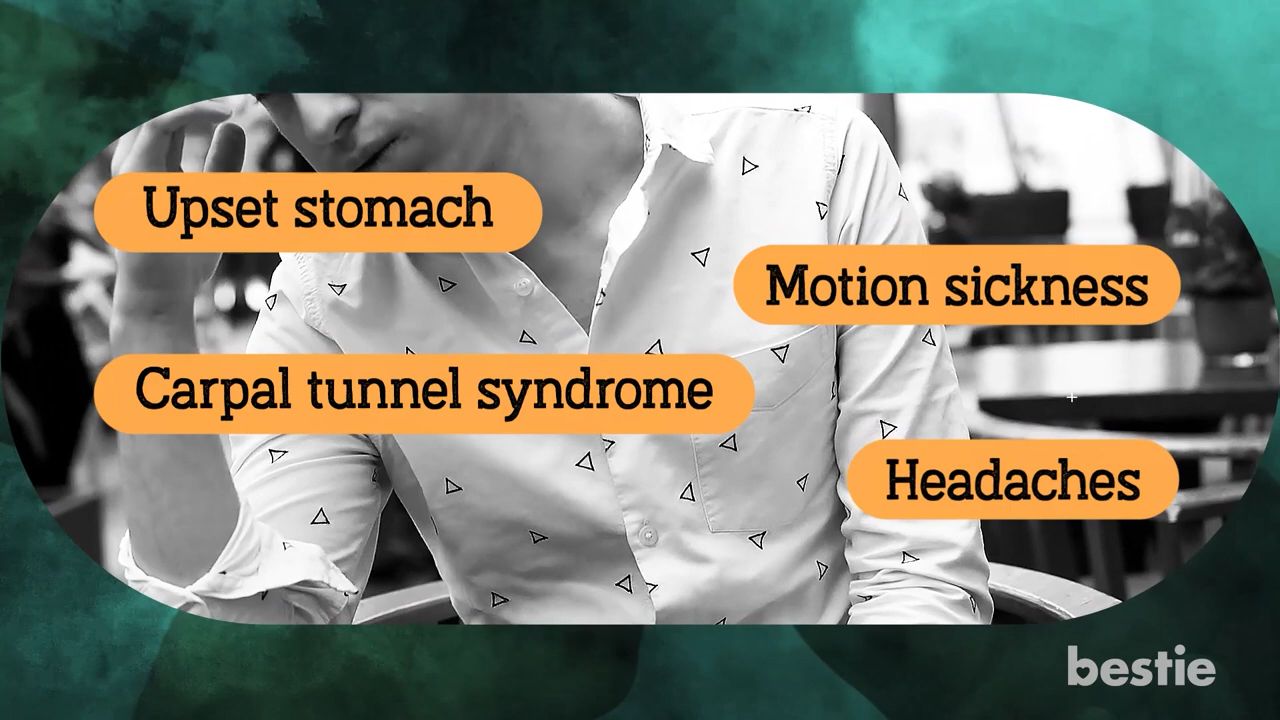 Upset stomach
Motion sickness
Carpal tunnel syndrome
Headaches
bestie